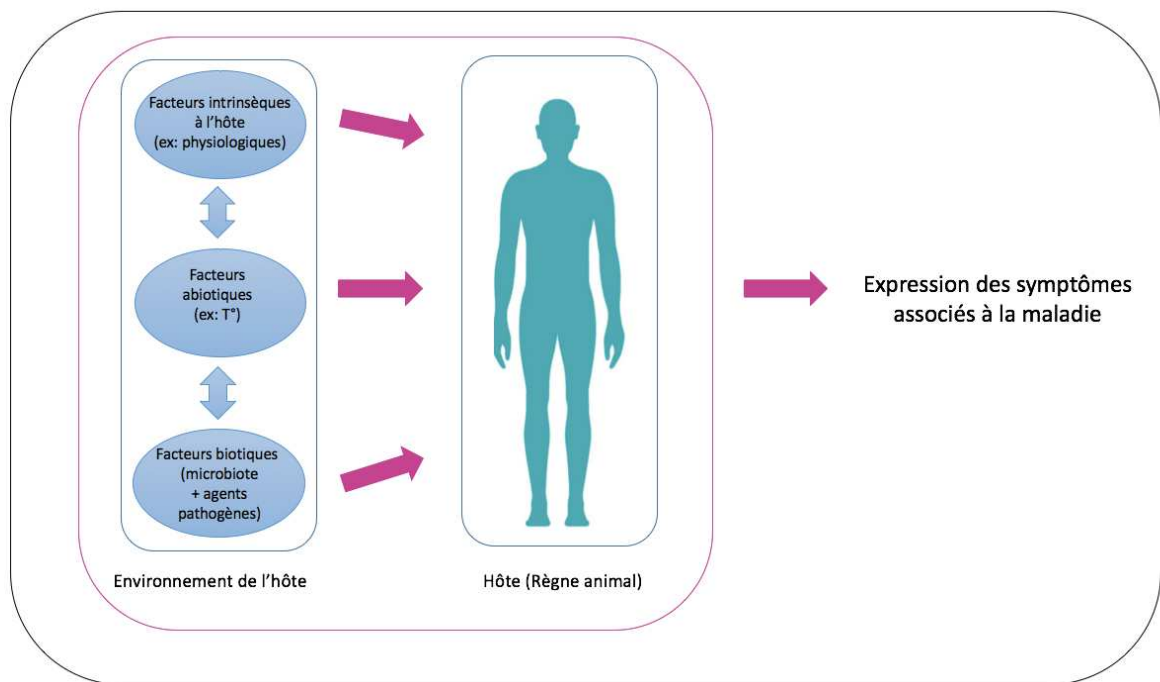 Facteurs intrinsèques
à l’hôte
(ex: physiologiques)
Facteurs
abiotiques
(ex: T°)
Facteurs biotiques
(microbiote
+ agents
pathogènes)
Environnement de l’hôte
Hôte (Règne animal)
Expression des symptômes
associés à la maladie